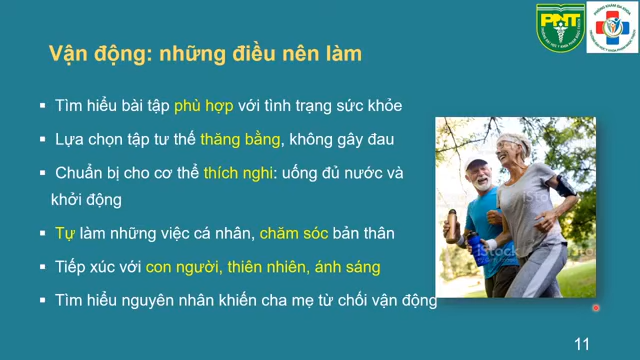 PNT
Vận động: những điều nên làm
Tìm hiểu bài tập phù hợp với tình trạng sức khỏe
Lựa chọn tập tư thế thăng bằng, không gây đau
Chuẩn bị cho cơ thể thích nghi: uống đủ nước và
khởi động
Tự làm những việc cá nhân, chăm sóc bản thân
Tiếp xúc với con người, thiên nhiên, ánh sáng
Tìm hiểu nguyên nhân khiến cha mẹ từ chối vận động
iStock
iStock
11